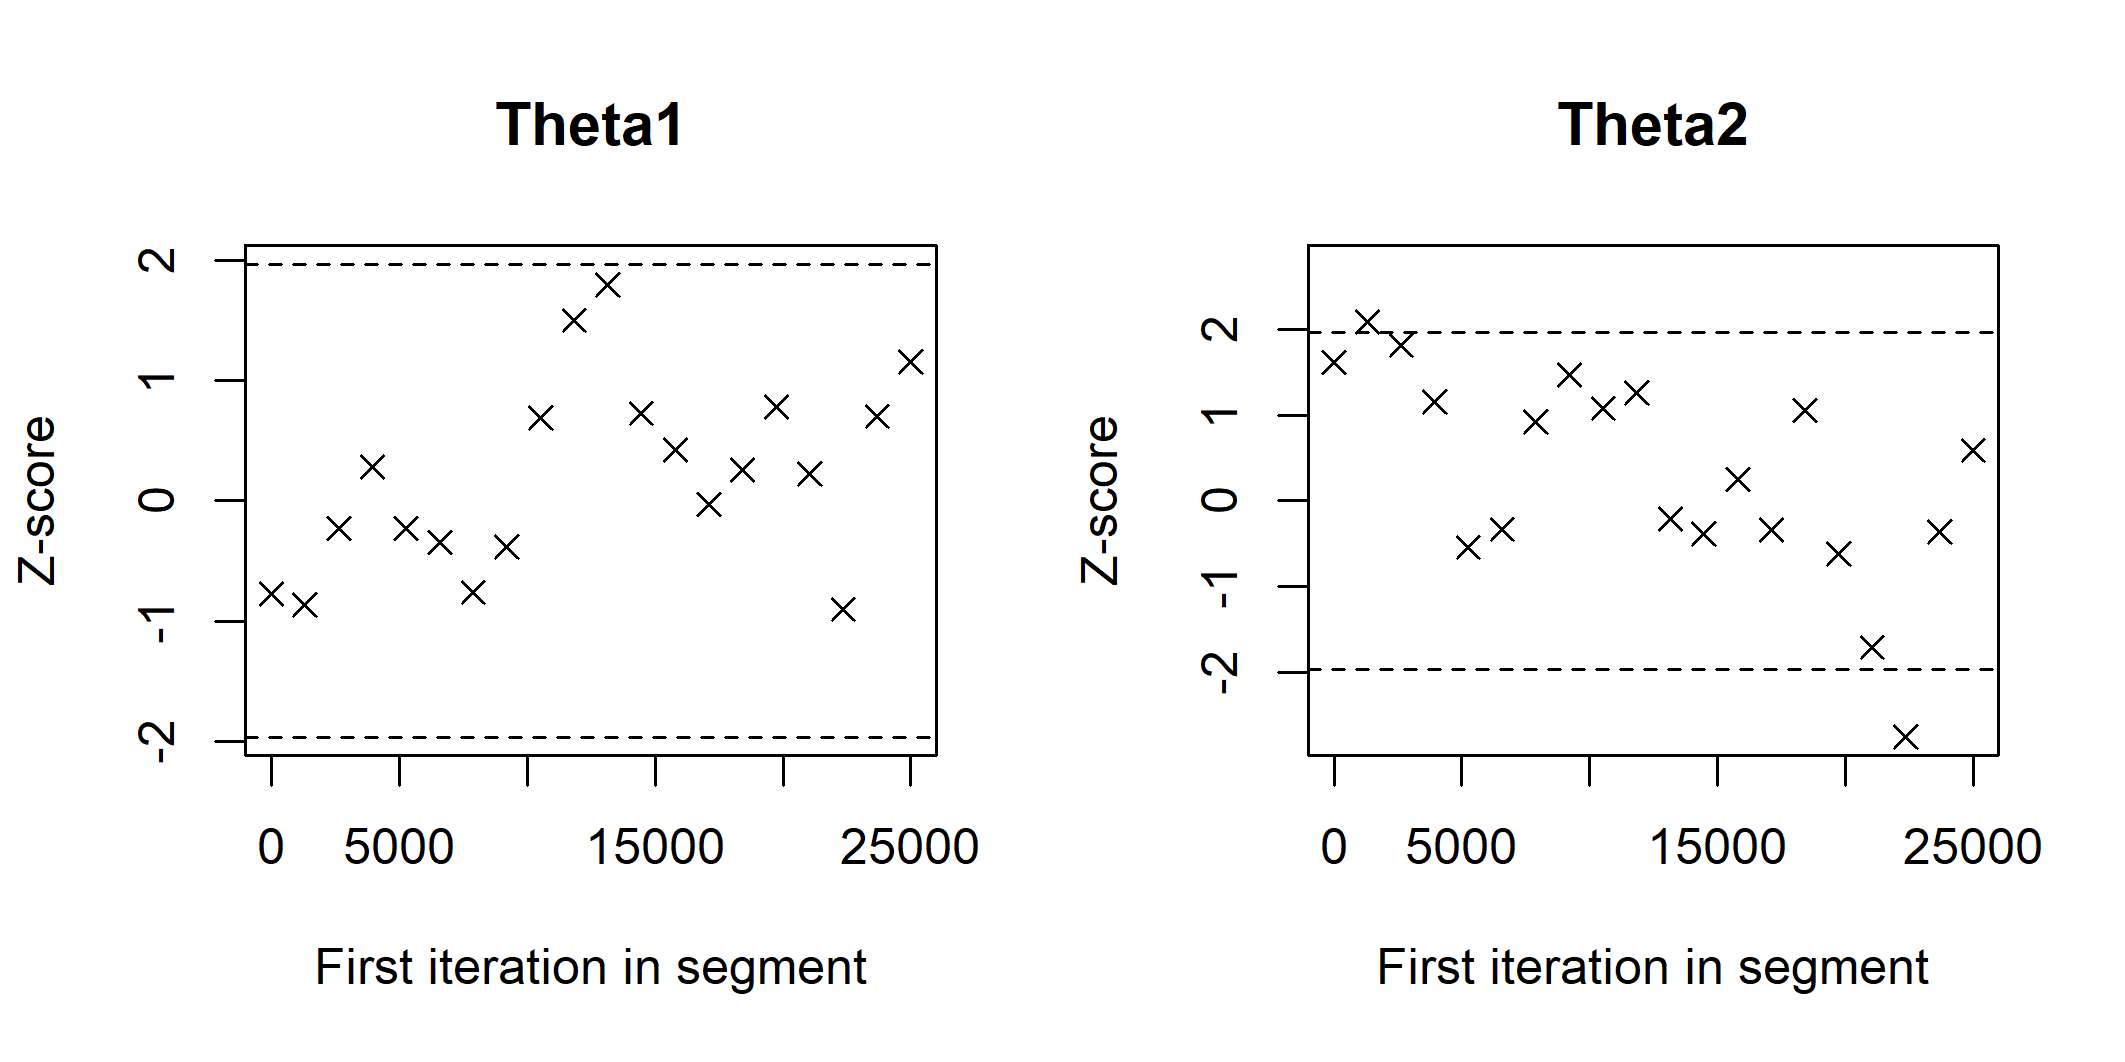 Theta1
Z-score
2
1
0
-1
-2
0 5000 15000 25000
First iteration in segment
Theta2
Z-score
2
1
0
-1
-2
0 5000 15000 25000
First iteration in segment